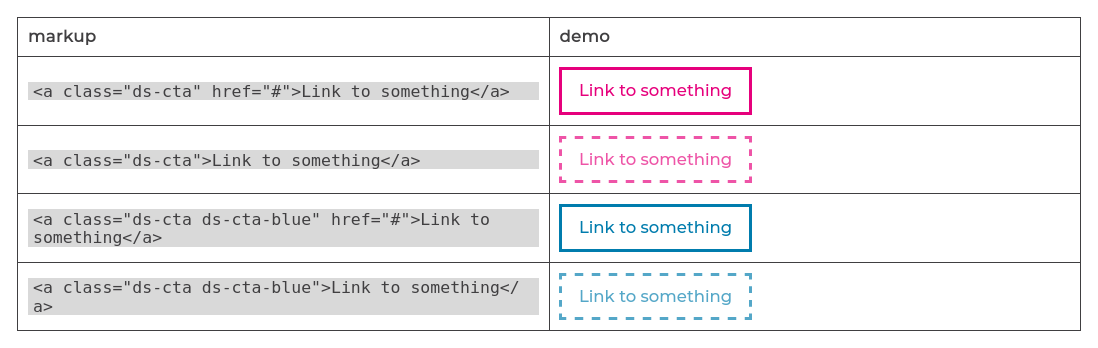 markup
demo
<a class="ds-cta" href="#">Link to something</a>
Link to something
<a class="ds-cta">Link to something</a>
Link to something
<a class="ds-cta ds-cta-blue" href="#">Link to
something</a>
Link to something
<a class="ds-cta ds-cta-blue">Link to something</
a>
Link to something